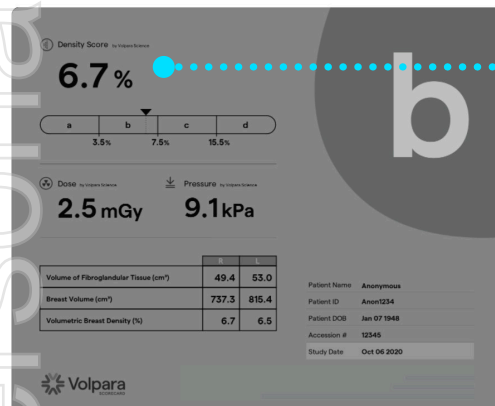 Density Score by Volpara Science
6.7 %
b
a b c d
3.5% 7.5% 15.5%
Dose by Volpara Science Pressure by Volpara Science
2.5 mGy 9.1 kPa
R L
Volume of Fibroglandular Tissue (cm³) 49.4 53.0
Breast Volume (cm³) 737.3 815.4
Volumetric Breast Density (%) 6.7 6.5
Patient Name Anonymous
Patient ID Anon1234
Patient DOB Jan 07 1948
Accession # 12345
Study Date Oct 06 2020
Volpara
SCORECARD